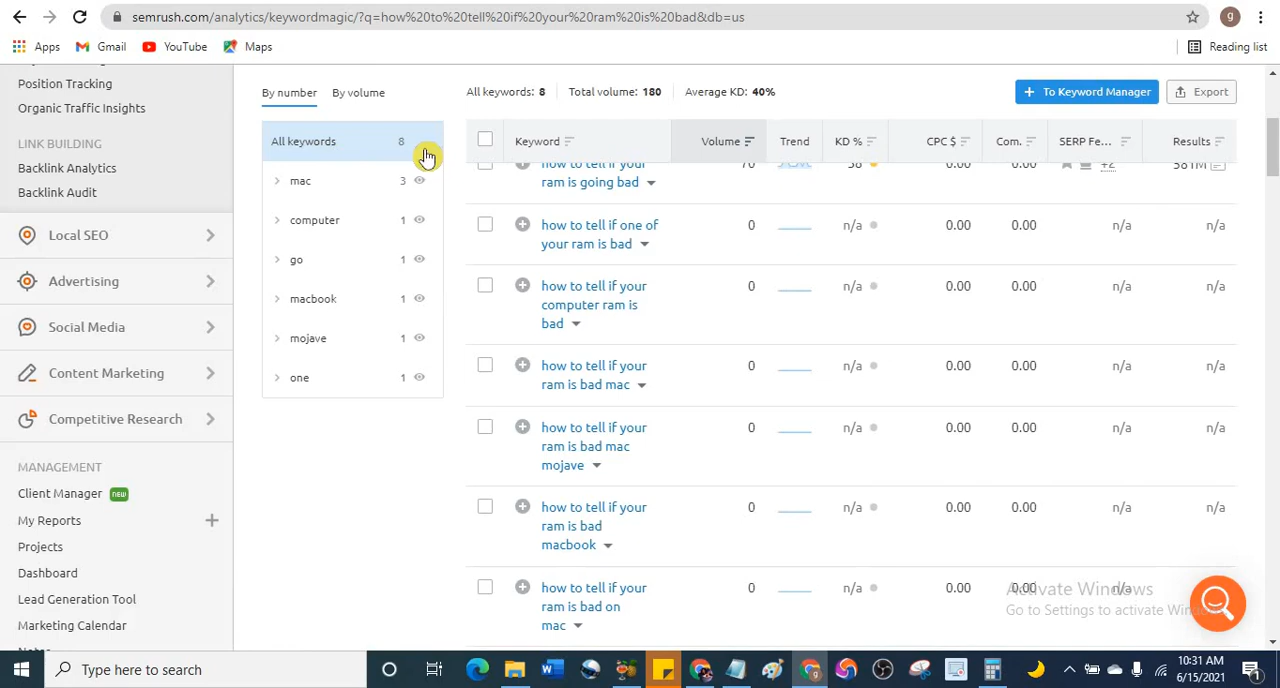 semrush.com/analytics/keywordmagic/?q=how%20to%20tell%20if%20your%20ram%20is%20bad&db=us
g
Apps Gmail YouTube Maps Reading list
Position Tracking
Organic Traffic Insights
LINK BUILDING
Backlink Analytics
Backlink Audit
Local SEO
Advertising
Social Media
Content Marketing
Competitive Research
MANAGEMENT
Client Manager new
My Reports +
Projects
Dashboard
Lead Generation Tool
Marketing Calendar
By number By volume
All keywords 8
mac 3
computer 1
go 1
macbook 1
mojave 1
one 1
All keywords: 8 Total volume: 180 Average KD: 40%
+ To Keyword Manager Export
Keyword Volume Trend KD % CPC $ Com. SERP Fe... Results
how to tell if your 70 58 +2 381M
ram is going bad
how to tell if one of 0 n/a 0.00 0.00 n/a n/a
your ram is bad
how to tell if your 0 n/a 0.00 0.00 n/a n/a
computer ram is
bad
how to tell if your 0 n/a 0.00 0.00 n/a n/a
ram is bad mac
how to tell if your 0 n/a 0.00 0.00 n/a n/a
ram is bad mac
mojave
how to tell if your 0 n/a 0.00 0.00 n/a n/a
ram is bad
macbook
how to tell if your 0 n/a 0.00 0.00 n/a
ram is bad on
mac
Activate Windows
Go to Settings to activate Windows
Type here to search
10:31 AM
6/15/2021